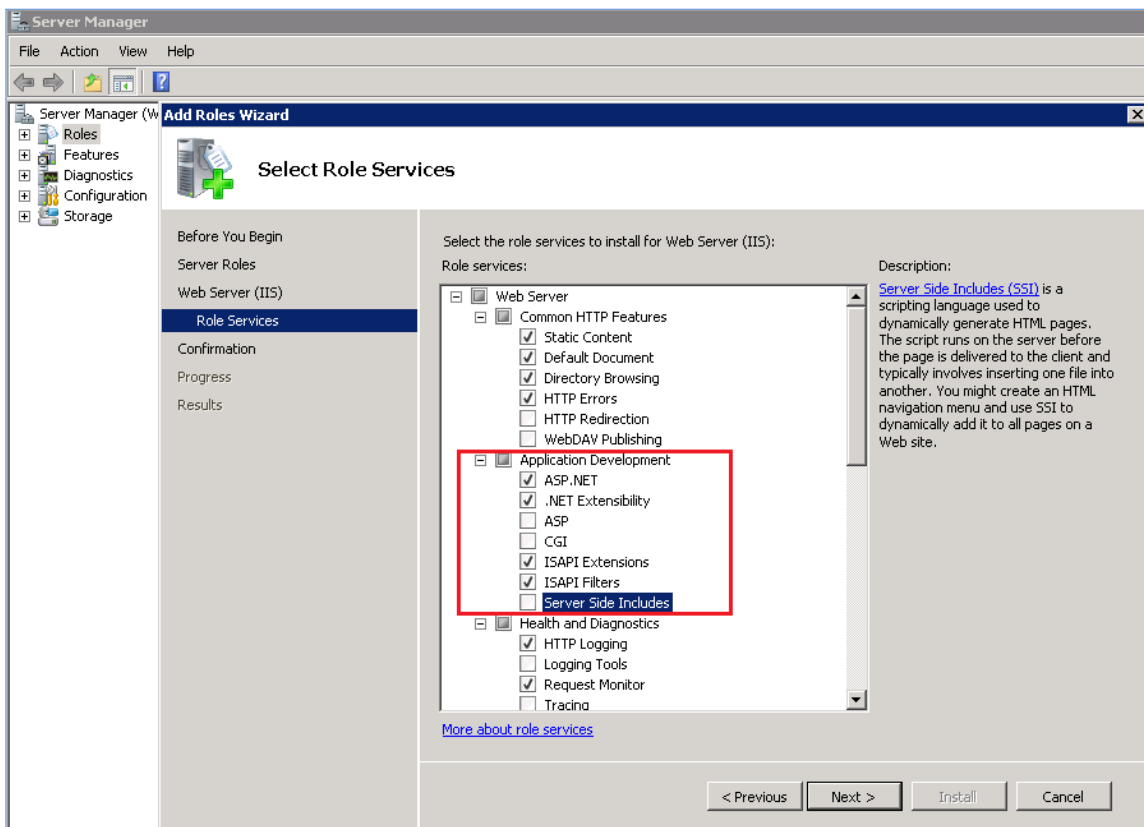 Server Manager
File Action View Help
Server Manager (W
Roles
Features
Diagnostics
Configuration
Storage
Add Roles Wizard
Select Role Services
Before You Begin
Server Roles
Web Server (IIS)
Role Services
Confirmation
Progress
Results
Select the role services to install for Web Server (IIS):
Role services:
Web Server
Common HTTP Features
Static Content
Default Document
Directory Browsing
HTTP Errors
HTTP Redirection
WebDAV Publishing
Application Development
ASP.NET
.NET Extensibility
ASP
CGI
ISAPI Extensions
ISAPI Filters
Server Side Includes
Health and Diagnostics
HTTP Logging
Logging Tools
Request Monitor
Tracing
More about role services
Description:
Server Side Includes (SSI) is a
scripting language used to
dynamically generate HTML pages.
The script runs on the server before
the page is delivered to the client and
typically involves inserting one file into
another. You might create an HTML
navigation menu and use SSI to
dynamically add it to all pages on a
Web site.
< Previous Next > Install Cancel